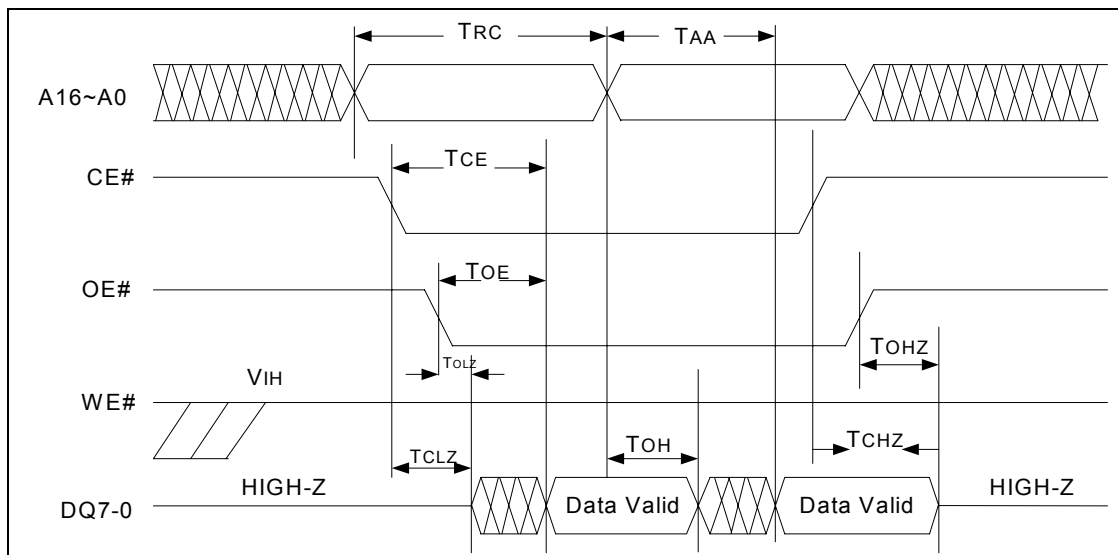 TRC TAA
A16~A0
TCE
CE#
TOE
OE#
TOHZ
TOLZ
VIH
WE#
TCLZ TOH TCHZ
HIGH-Z Data Valid Data Valid HIGH-Z
DQ7-0